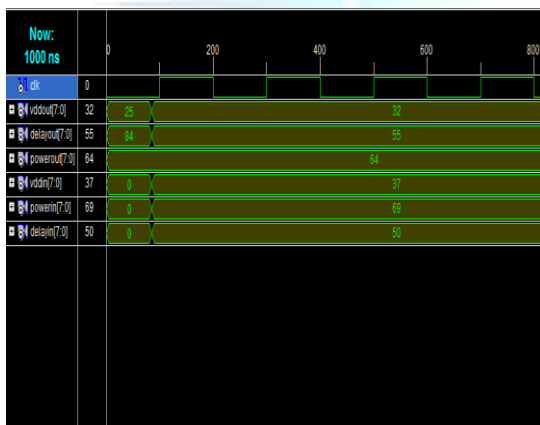 Now:
1000 ns
0 200 400 600 800
clk 0
vddout[7:0] 32 25 32
delayout[7:0] 55 84 55
powerout[7:0] 64 64
vddin[7:0] 37 0 37
powerin[7:0] 69 0 69
delayin[7:0] 50 0 50